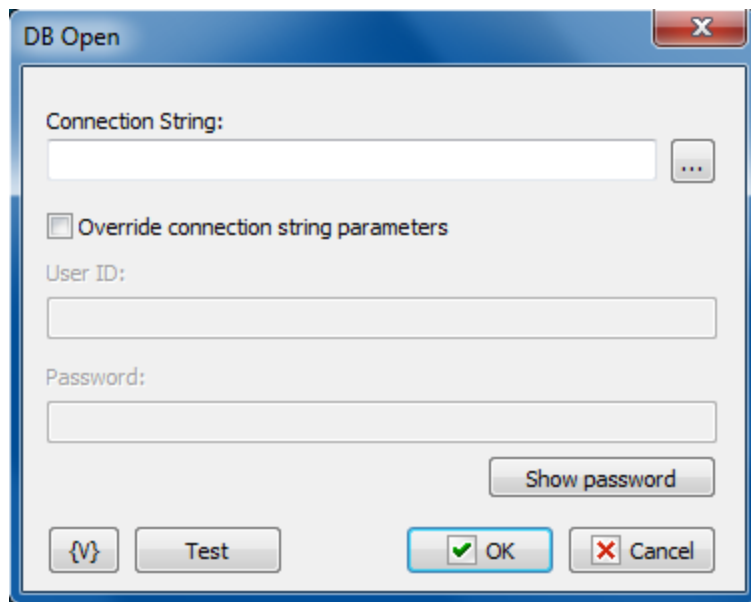 DB Open
Connection String:
...
Override connection string parameters
User ID:
Password:
Show password
{V} Test OK Cancel